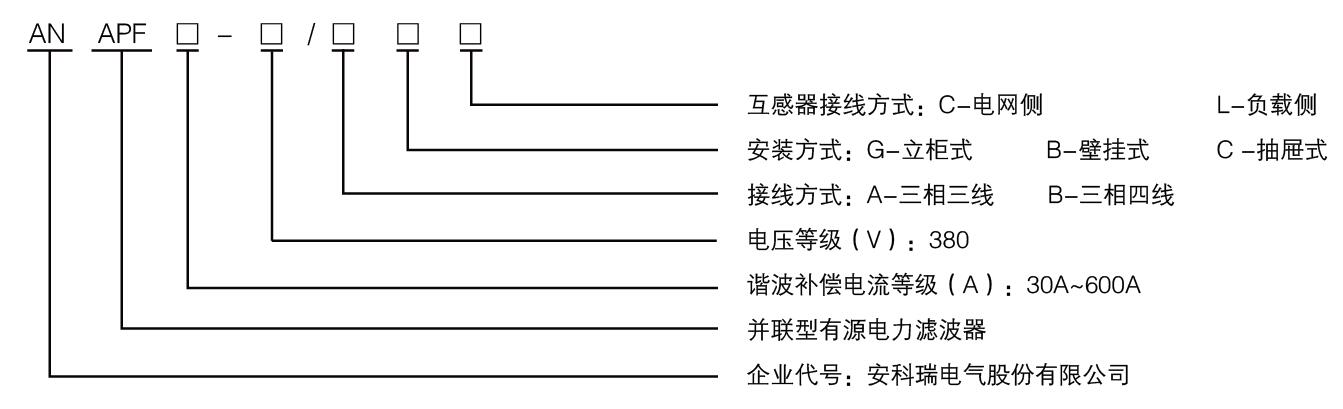 AN APF□-□/□ □ □
互感器接线方式：C-电网侧 L-负载侧
安装方式：G-立柜式 B-壁挂式 C -抽屉式
接线方式：A-三相三线 B-三相四线
电压等级（V）：380
谐波补偿电流等级（A）：30A~600A
并联型有源电力滤波器
企业代号：安科瑞电气股份有限公司